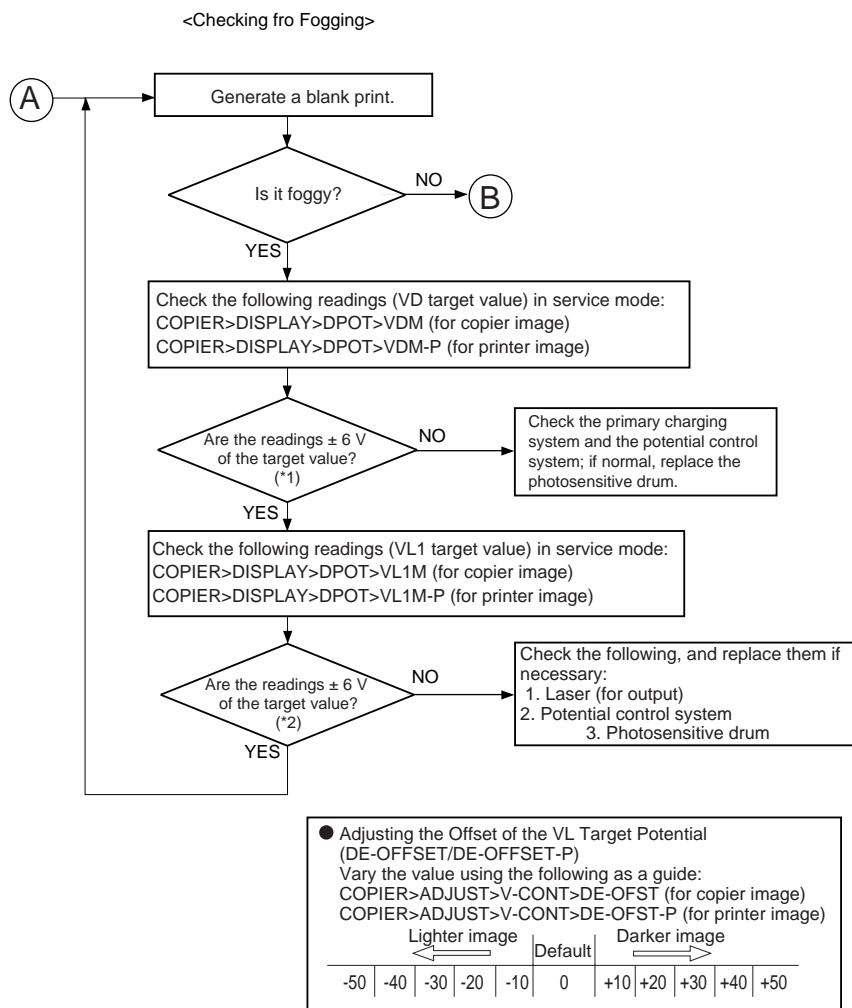 <Checking fro Fogging>
A
Generate a blank print.
Is it foggy?
NO
B
YES
Check the following readings (VD target value) in service mode:
COPIER>DISPLAY>DPOT>VDM (for copier image)
COPIER>DISPLAY>DPOT>VDM-P (for printer image)
Are the readings ± 6 V
of the target value?
(*1)
NO
Check the primary charging
system and the potential control
system; if normal, replace the
photosensitive drum.
YES
Check the following readings (VL1 target value) in service mode:
COPIER>DISPLAY>DPOT>VL1M (for copier image)
COPIER>DISPLAY>DPOT>VL1M-P (for printer image)
Are the readings ± 6 V
of the target value?
(*2)
NO
Check the following, and replace them if
necessary:
1. Laser (for output)
2. Potential control system
3. Photosensitive drum
YES
● Adjusting the Offset of the VL Target Potential
(DE-OFFSET/DE-OFFSET-P)
Vary the value using the following as a guide:
COPIER>ADJUST>V-CONT>DE-OFST (for copier image)
COPIER>ADJUST>V-CONT>DE-OFST-P (for printer image)
Lighter image Default Darker image
-50 -40 -30 -20 -10 0 +10 +20 +30 +40 +50